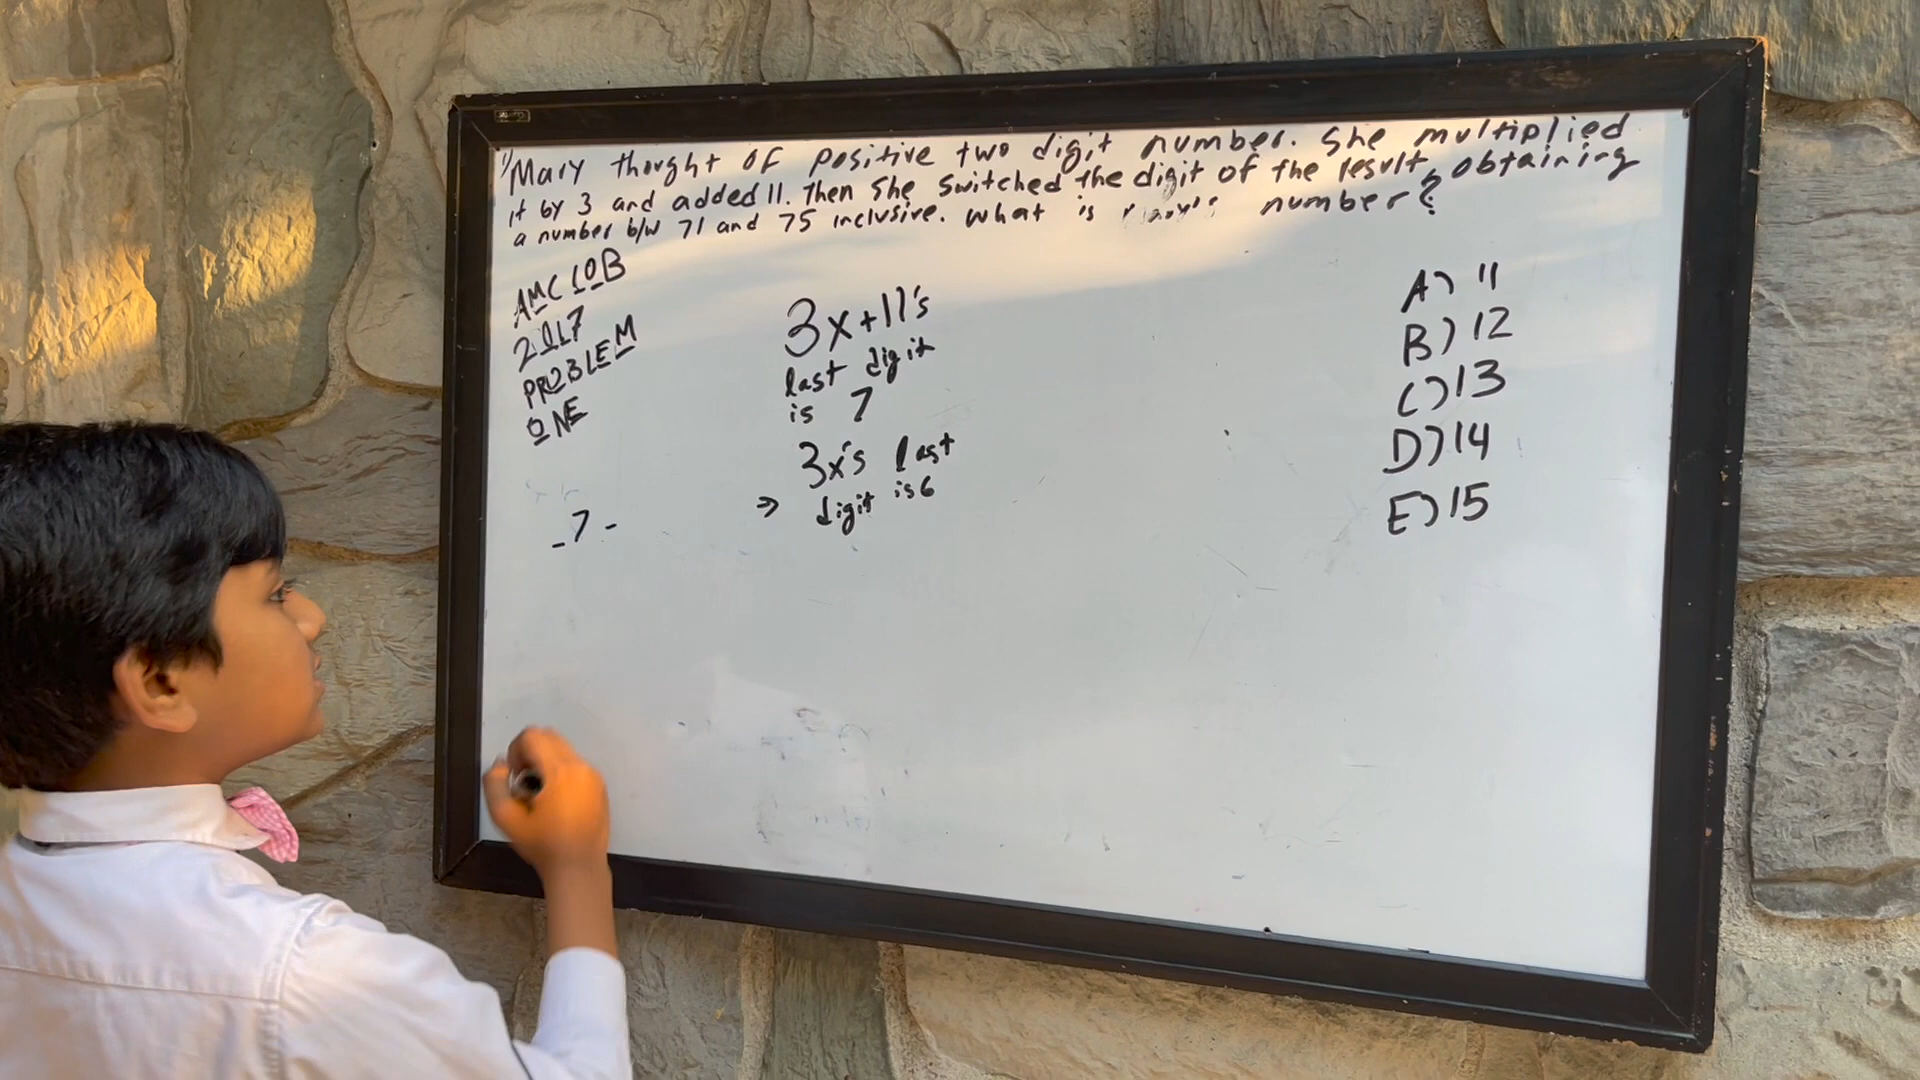 1) Mary thought of positive two digit number. She multiplied
it by 3 and added 11. Then she switched the digit of the result, obtaining
a number b/w 71 and 75 inclusive. What is number?
AMC 10B
2017
PROBLEM
ONE
3x+11's
last digit
is 7
3x's last
⇒ digit is 6
_7-
A) 11
B) 12
C) 13
D) 14
E) 15